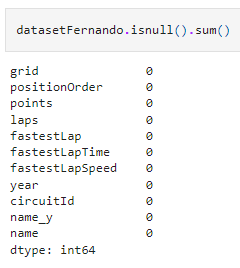 datasetFernando.isnull().sum()
grid 0
positionOrder 0
points 0
laps 0
fastestLap 0
fastestLapTime 0
fastestLapSpeed 0
year 0
circuitId 0
name_y 0
name 0
dtype: int64